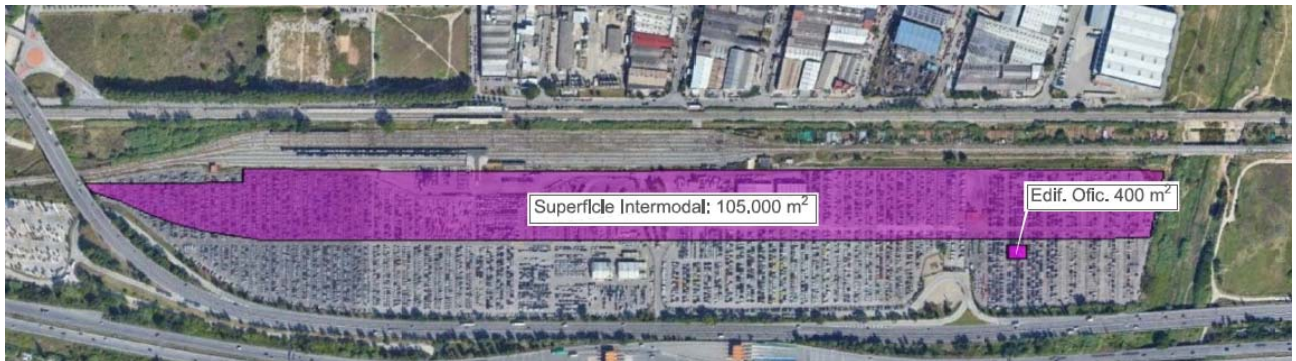 Edif. Ofic. 400 m²
Superficie Intermodal: 105.000 m²